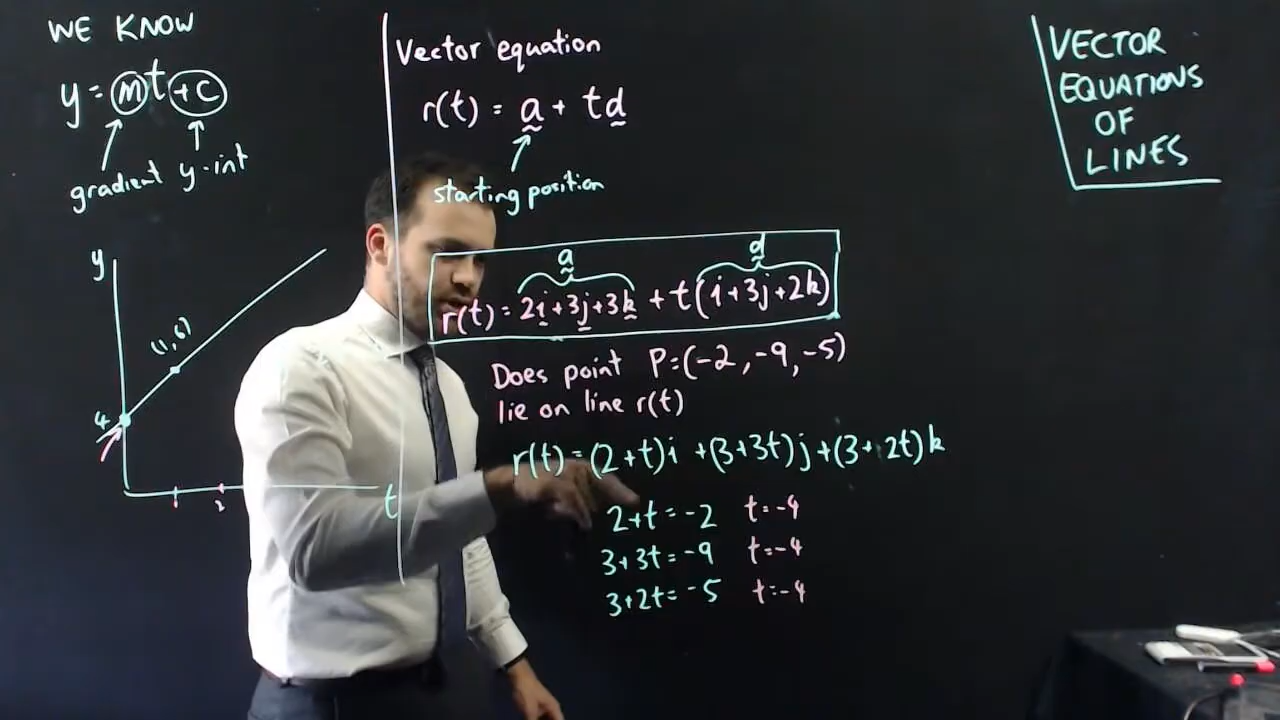 WE KNOW
y = mt + c
gradient y-int
y
(1,6)
4
1 2
t
Vector equation
r(t) = a + td
starting position
a d
r(t) = 2i+3j+3k + t(i+3j+2k)
Does point P=(-2,-9,-5)
lie on line r(t)
r(t) = (2+t)i +(3+3t)j+(3+2t)k
2+t=-2 t=-4
3+3t=-9 t=-4
3+2t=-5 t=-4
VECTOR
EQUATIONS
OF
LINES